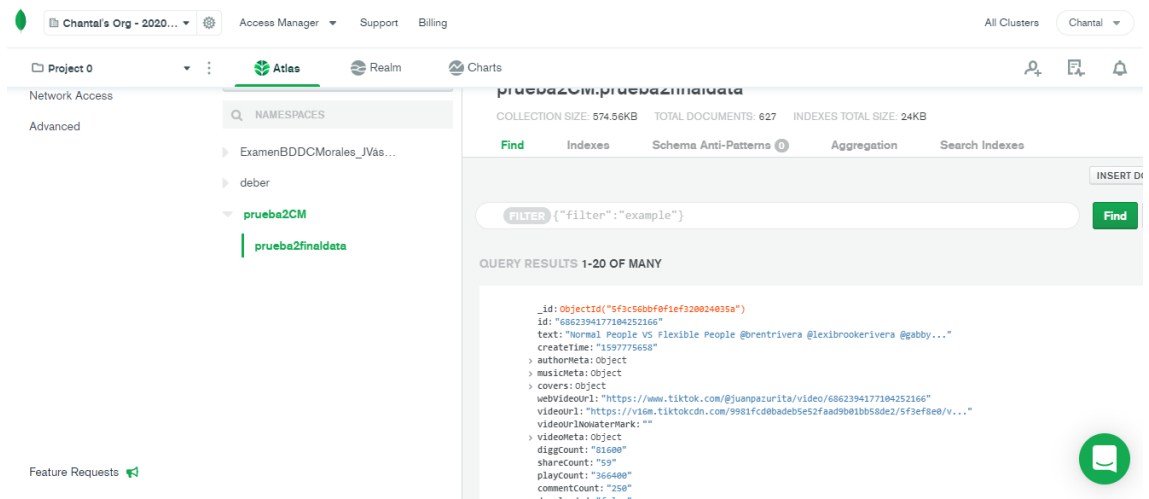 Chantal's Org - 2020... Access Manager Support Billing All Clusters Chantal
Project 0 Atlas Realm Charts
Network Access
Advanced
NAMESPACES
ExamenBDDCMorales_JVás...
deber
prueba2CM
prueba2finaldata
Feature Requests
prueba2CM.prueba2finaldata
COLLECTION SIZE: 574.56KB TOTAL DOCUMENTS: 627 INDEXES TOTAL SIZE: 24KB
Find Indexes Schema Anti-Patterns 0 Aggregation Search Indexes
INSERT DO
FILTER {"filter":"example"} Find
QUERY RESULTS 1-20 OF MANY
_id: ObjectId("5f3c56bbf0f1ef320024035a")
id: "6862394177104252166"
text: "Normal People VS Flexible People @brentrivera @lexibrookerivera @gabby..."
createTime: "1597775658"
authorMeta: Object
musicMeta: Object
covers: Object
webVideoUrl: "https://www.tiktok.com/@juanpazurita/video/6862394177104252166"
videoUrl: "https://v16m.tiktokcdn.com/9981fcd0badeb5e52faad9b01bb58de2/5f3ef8e0/v..."
videoUrlNoWaterMark: ""
videoMeta: Object
diggCount: "81600"
shareCount: "59"
playCount: "366400"
commentCount: "250"